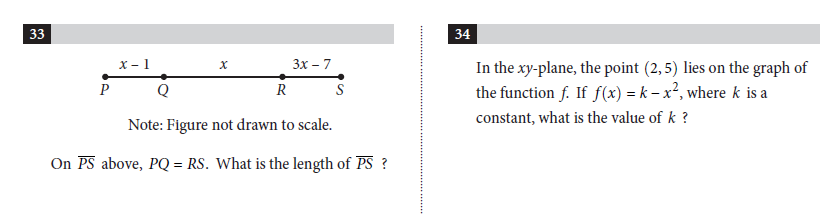 33
x – 1 x 3x – 7
P Q R S
Note: Figure not drawn to scale.
On PS above, PQ = RS. What is the length of PS ?
34
In the xy-plane, the point (2, 5) lies on the graph of
the function f. If f(x) = k – x², where k is a
constant, what is the value of k ?